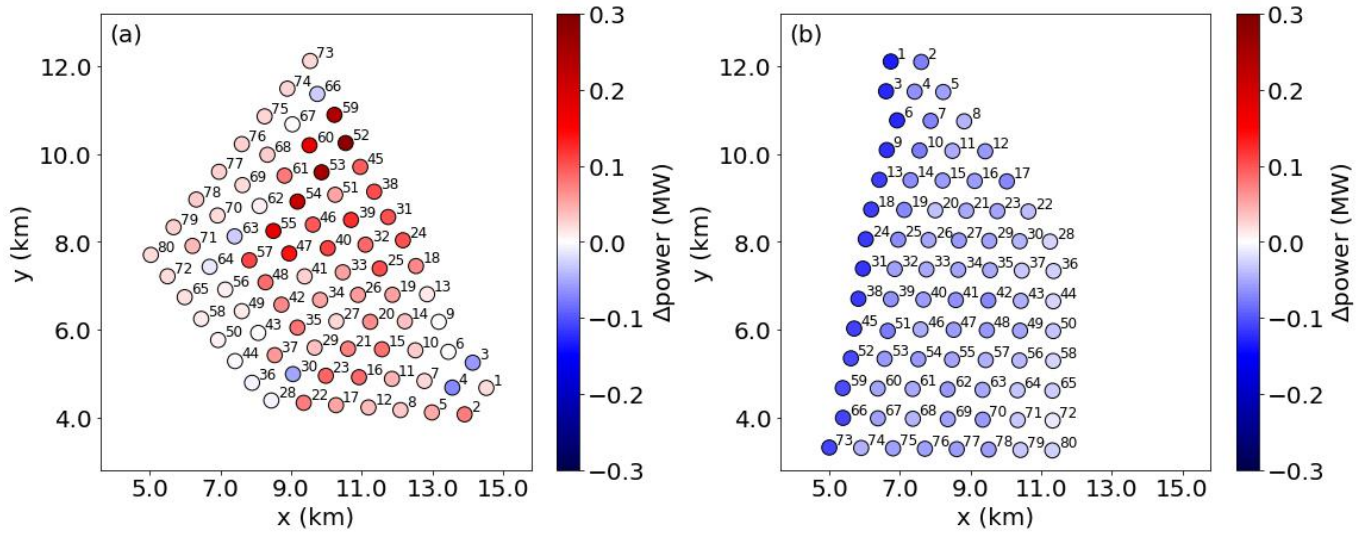 (a)
73
74 66
75 67 59
76 68 60 52
77 69 61 53 45
78 70 62 54 51 38
79 71 63 55 46 39 31
80 72 64 57 47 40 32 24
65 56 48 41 33 25 18
58 49 42 34 26 19 13
50 43 35 27 20 14 9
44 37 29 21 15 10 6
36 30 23 16 11 7 3
28 22 17 12 8 5 4 2 1
12.0
10.0
8.0
6.0
4.0
y (km)
5.0 7.0 9.0 11.0 13.0 15.0
x (km)
0.3
0.2
0.1
0.0
−0.1
−0.2
−0.3
Δpower (MW)
(b)
1 2
3 4 5
6 7 8
9 10 11 12
13 14 15 16 17
18 19 20 21 23 22
24 25 26 27 29 30 28
31 32 33 34 35 37 36
38 39 40 41 42 43 44
45 51 46 47 48 49 50
52 53 54 55 57 56 58
59 60 61 62 63 64 65
66 67 68 69 70 71 72
73 74 75 76 77 78 79 80
12.0
10.0
8.0
6.0
4.0
y (km)
5.0 7.0 9.0 11.0 13.0 15.0
x (km)
0.3
0.2
0.1
0.0
−0.1
−0.2
−0.3
Δpower (MW)